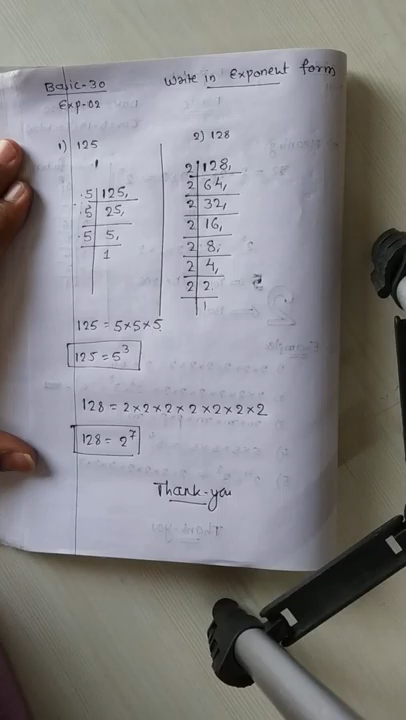 Basic-30 Write in Exponent form
Exp-02
1) 125
5 | 125,
5 | 25,
5 | 5,
1
2) 128
2 | 128,
2 | 64,
2 | 32,
2 | 16,
2 | 8,
2 | 4,
2 | 2
1
125 = 5×5×5
125 = 5³
128 = 2×2×2×2×2×2×2
128 = 2⁷
Thank-you